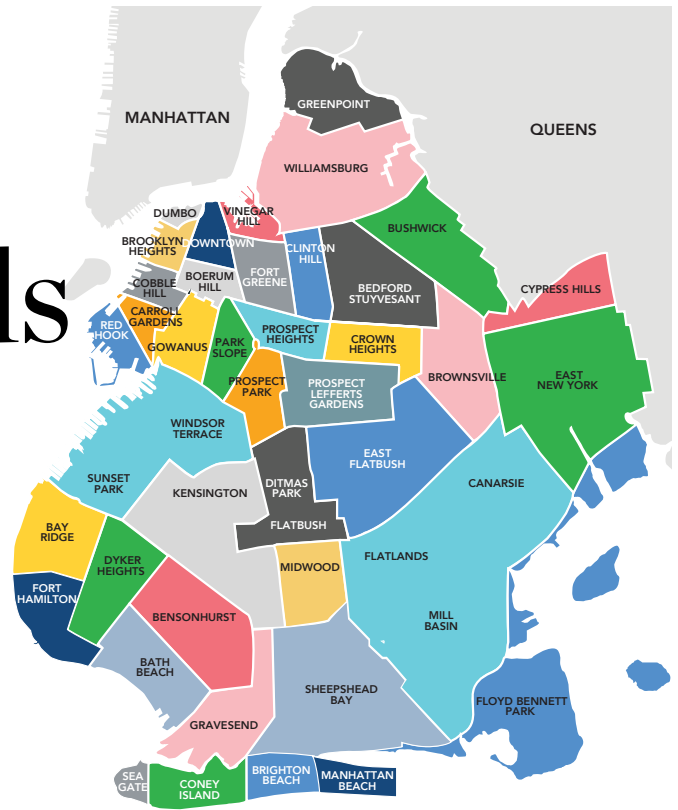 GREENPOINT
MANHATTAN
QUEENS
WILLIAMSBURG
DUMBO
VINEGAR
HILL
BUSHWICK
BROOKLYN
HEIGHTS
DOWNTOWN
CLINTON
HILL
FORT
GREENE
BOERUM
HILL
COBBLE
HILL
BEDFORD
STUYVESANT
CYPRESS HILLS
ls
CARROLL
GARDENS
RED
HOOK
GOWANUS
PARK
SLOPE
PROSPECT
HEIGHTS
CROWN
HEIGHTS
BROWNSVILLE
EAST
NEW YORK
PROSPECT
PARK
PROSPECT
LEFFERTS
GARDENS
WINDSOR
TERRACE
EAST
FLATBUSH
SUNSET
PARK
KENSINGTON
DITMAS
PARK
CANARSIE
FLATBUSH
BAY
RIDGE
DYKER
HEIGHTS
MIDWOOD
FLATLANDS
FORT
HAMILTON
BENSONHURST
MILL
BASIN
BATH
BEACH
SHEEPSHEAD
BAY
FLOYD BENNETT
PARK
GRAVESEND
SEA
GATE
CONEY
ISLAND
BRIGHTON
BEACH
MANHATTAN
BEACH